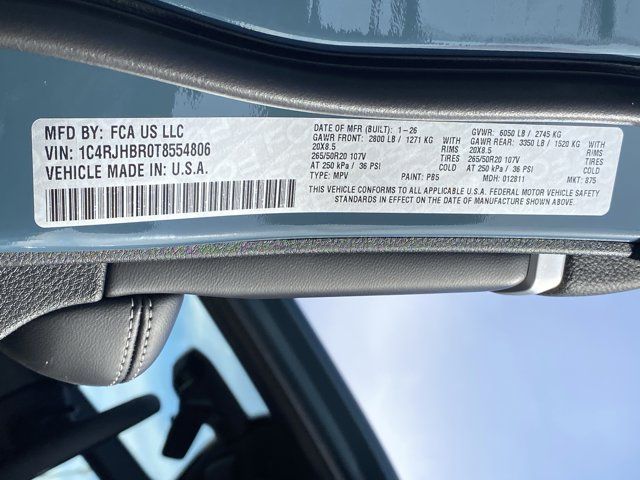 MFD BY: FCA US LLC
VIN: 1C4RJHBR0T8554806
VEHICLE MADE IN: U.S.A.
DATE OF MFR (BUILT): 1-26 GVWR: 6050 LB / 2745 KG
GAWR FRONT: 2800 LB / 1271 KG WITH GAWR REAR: 3350 LB / 1520 KG WITH
20X8.5 RIMS 20X8.5 RIMS
265/50R20 107V TIRES 265/50R20 107V TIRES
AT 250 kPa / 36 PSI COLD AT 250 kPa / 36 PSI COLD
TYPE: MPV PAINT: PB5 MDH: 012811 MKT: 875
THIS VEHICLE CONFORMS TO ALL APPLICABLE U.S.A. FEDERAL MOTOR VEHICLE SAFETY
STANDARDS IN EFFECT ON THE DATE OF MANUFACTURE SHOWN ABOVE.